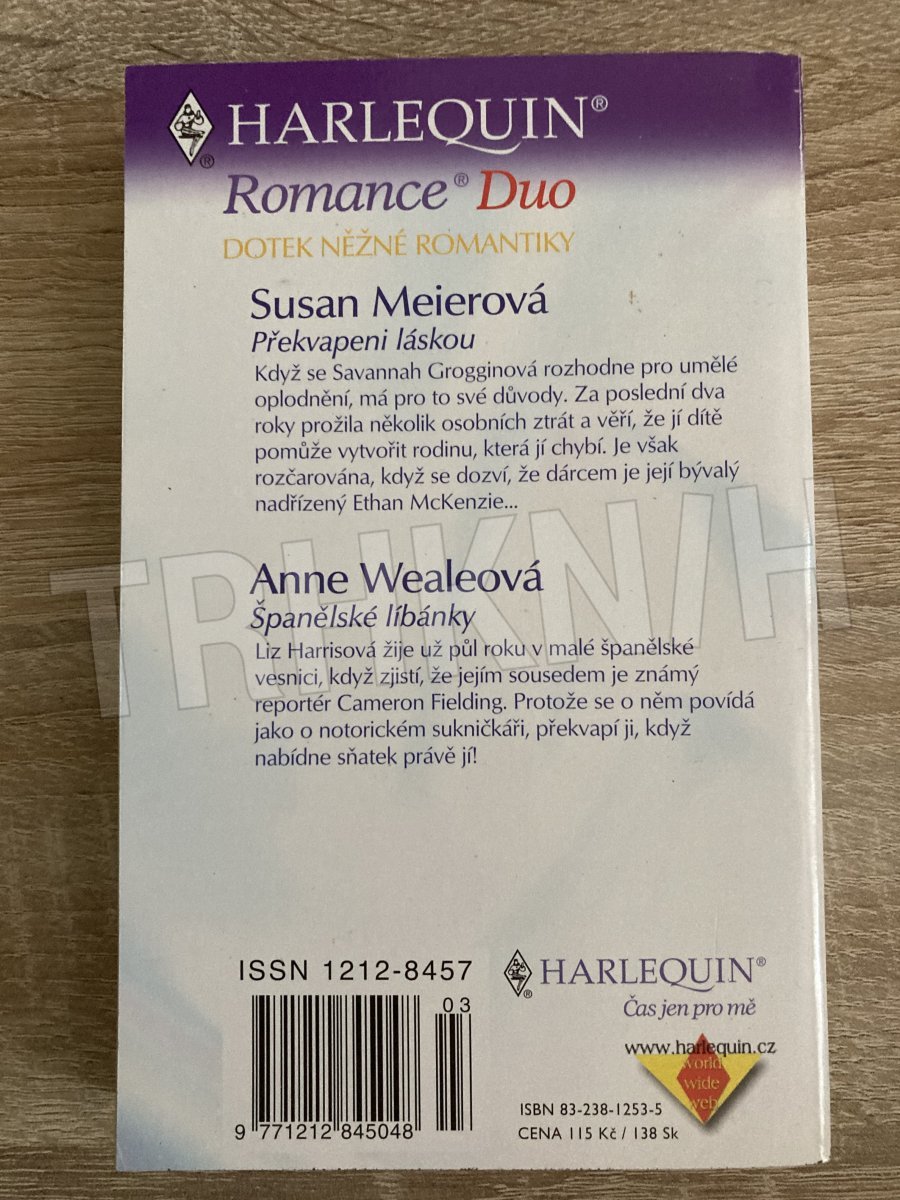 HARLEQUIN®
®
Romance® Duo
DOTEK NĚŽNÉ ROMANTIKY
Susan Meierová
Překvapeni láskou
Když se Savannah Grogginová rozhodne pro umělé
oplodnění, má pro to své důvody. Za poslední dva
roky prožila několik osobních ztrát a věří, že jí dítě
pomůže vytvořit rodinu, která jí chybí. Je však
rozčarována, když se dozví, že dárcem je její bývalý
nadřízený Ethan McKenzie...
TRHKNIH
Anne Wealeová
Španělské líbánky
Liz Harrisová žije už půl roku v malé španělské
vesnici, když zjistí, že jejím sousedem je známý
reportér Cameron Fielding. Protože se o něm povídá
jako o notorickém sukničkáři, překvapí ji, když
nabídne sňatek právě jí!
ISSN 1212-8457
03
9 771212 845048
HARLEQUIN®
®
Čas jen pro mě
www.harlequin.cz
world
wide
web
ISBN 83-238-1253-5
CENA 115 Kč / 138 Sk